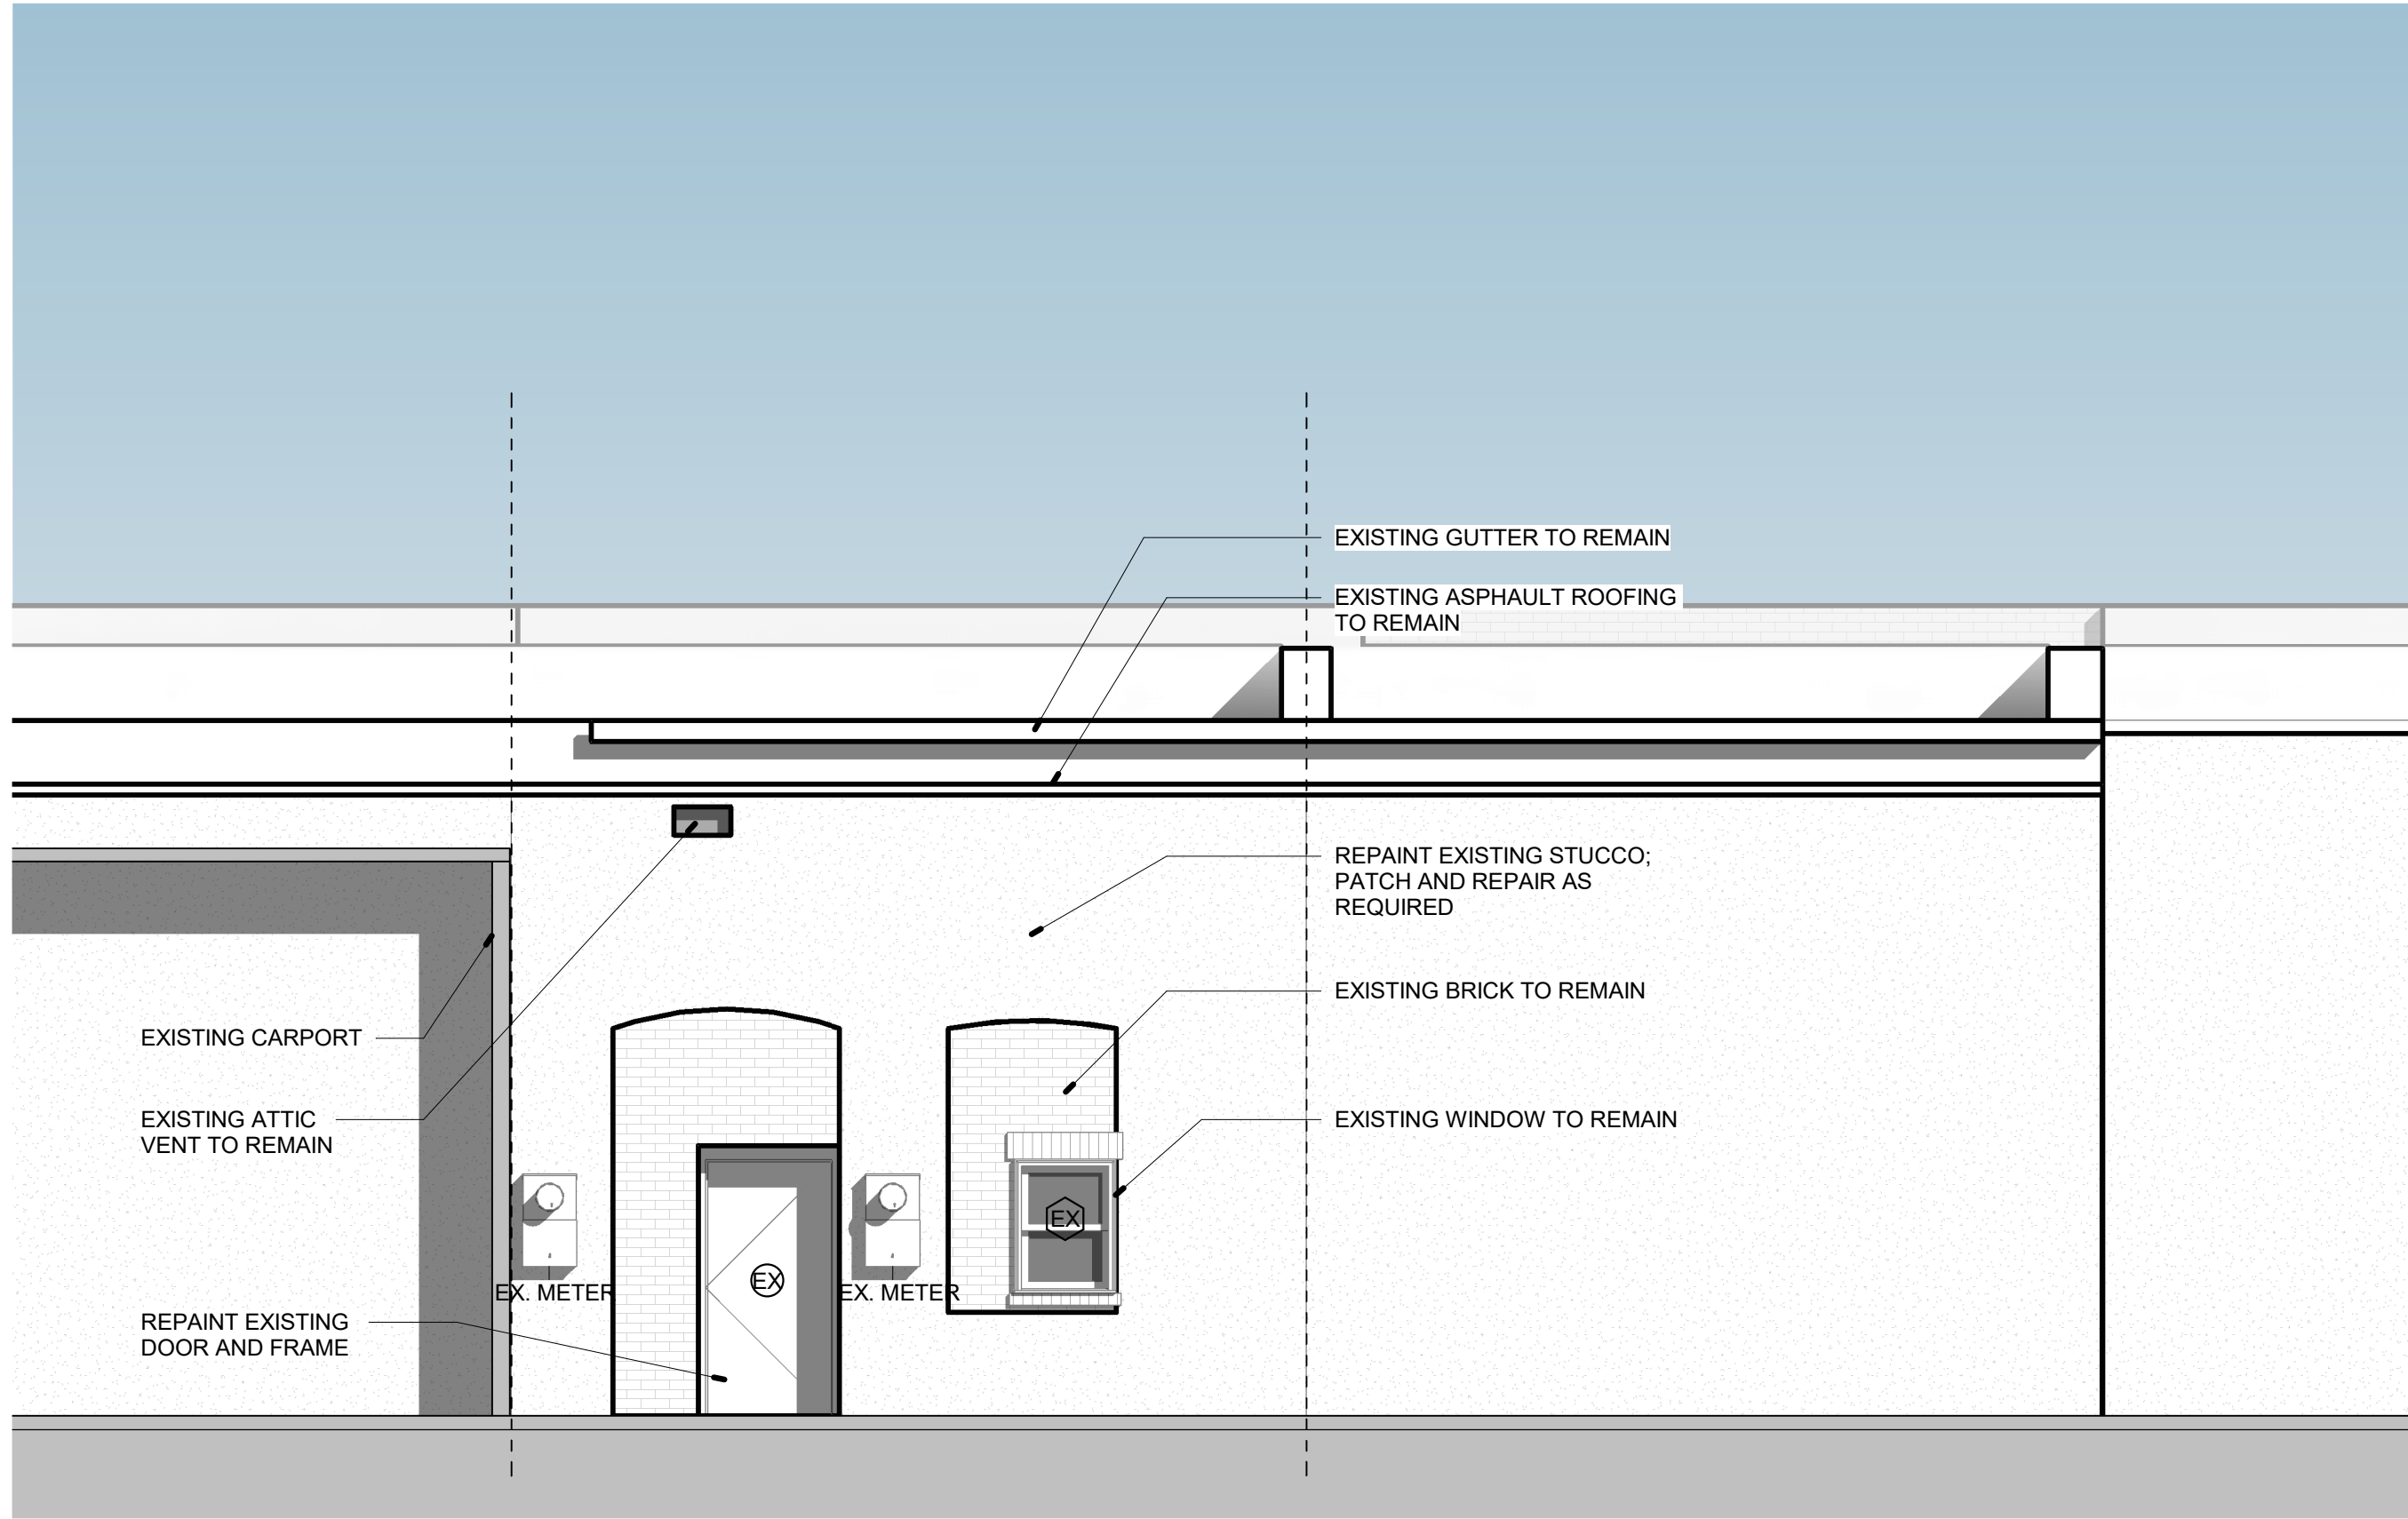 EXISTING GUTTER TO REMAIN
EXISTING ASPHAULT ROOFING
TO REMAIN
REPAINT EXISTING STUCCO;
PATCH AND REPAIR AS
REQUIRED
EXISTING BRICK TO REMAIN
EXISTING CARPORT
EXISTING ATTIC
VENT TO REMAIN
EXISTING WINDOW TO REMAIN
EX
EX
EX. METER
EX. METER
REPAINT EXISTING
DOOR AND FRAME